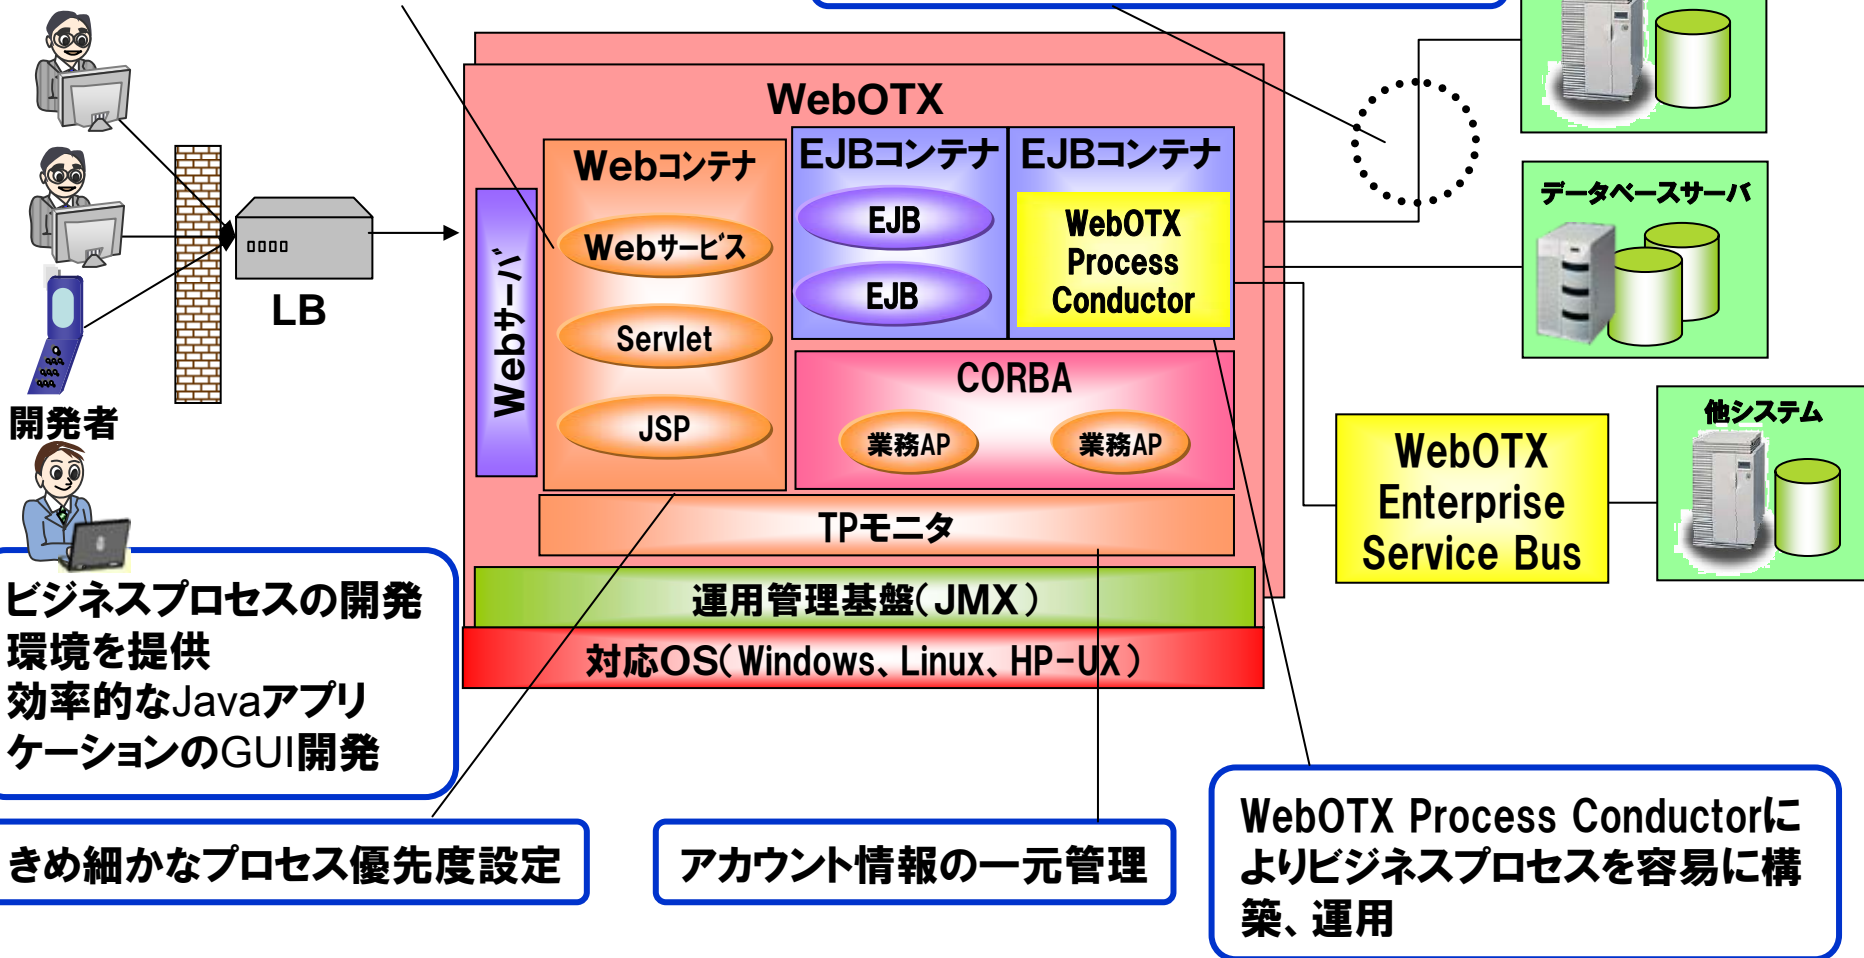 WebOTX
Webコンテナ
EJBコンテナ
EJBコンテナ
データベースサーバ
Webサービス
EJB
WebOTX
Process
Conductor
EJB
LB
Webサーバ
Servlet
CORBA
JSP
業務AP
業務AP
他システム
開発者
WebOTX
Enterprise
Service Bus
TPモニタ
運用管理基盤(JMX)
対応OS(Windows、Linux、HP-UX)
ビジネスプロセスの開発
環境を提供
効率的なJavaアプリ
ケーションのGUI開発
きめ細かなプロセス優先度設定
アカウント情報の一元管理
WebOTX Process Conductorに
よりビジネスプロセスを容易に構
築、運用